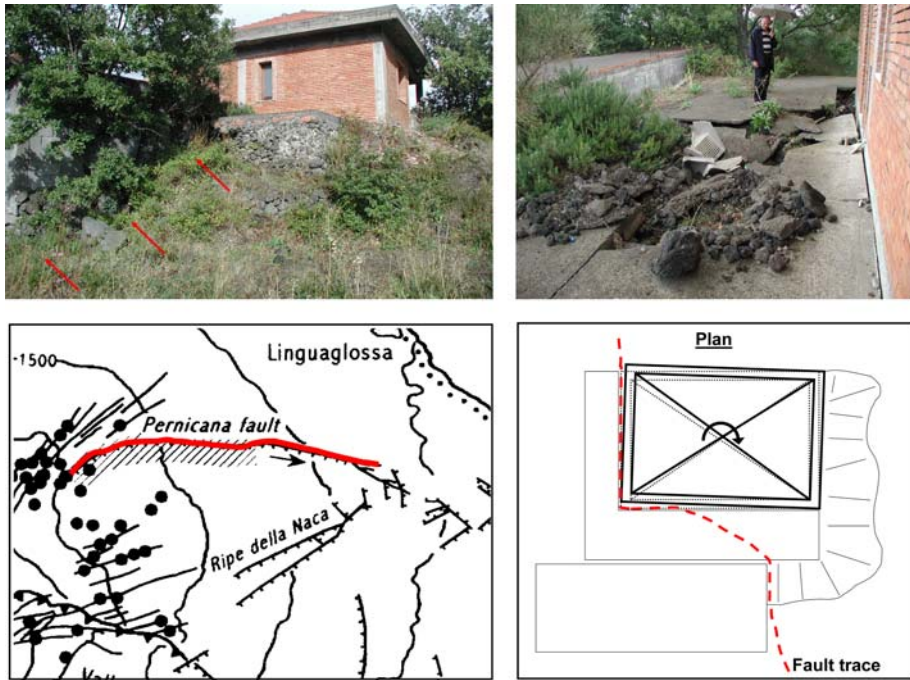 -1500
Linguaglossa
Pernicana fault
Ripe della Naca
Plan
Fault trace